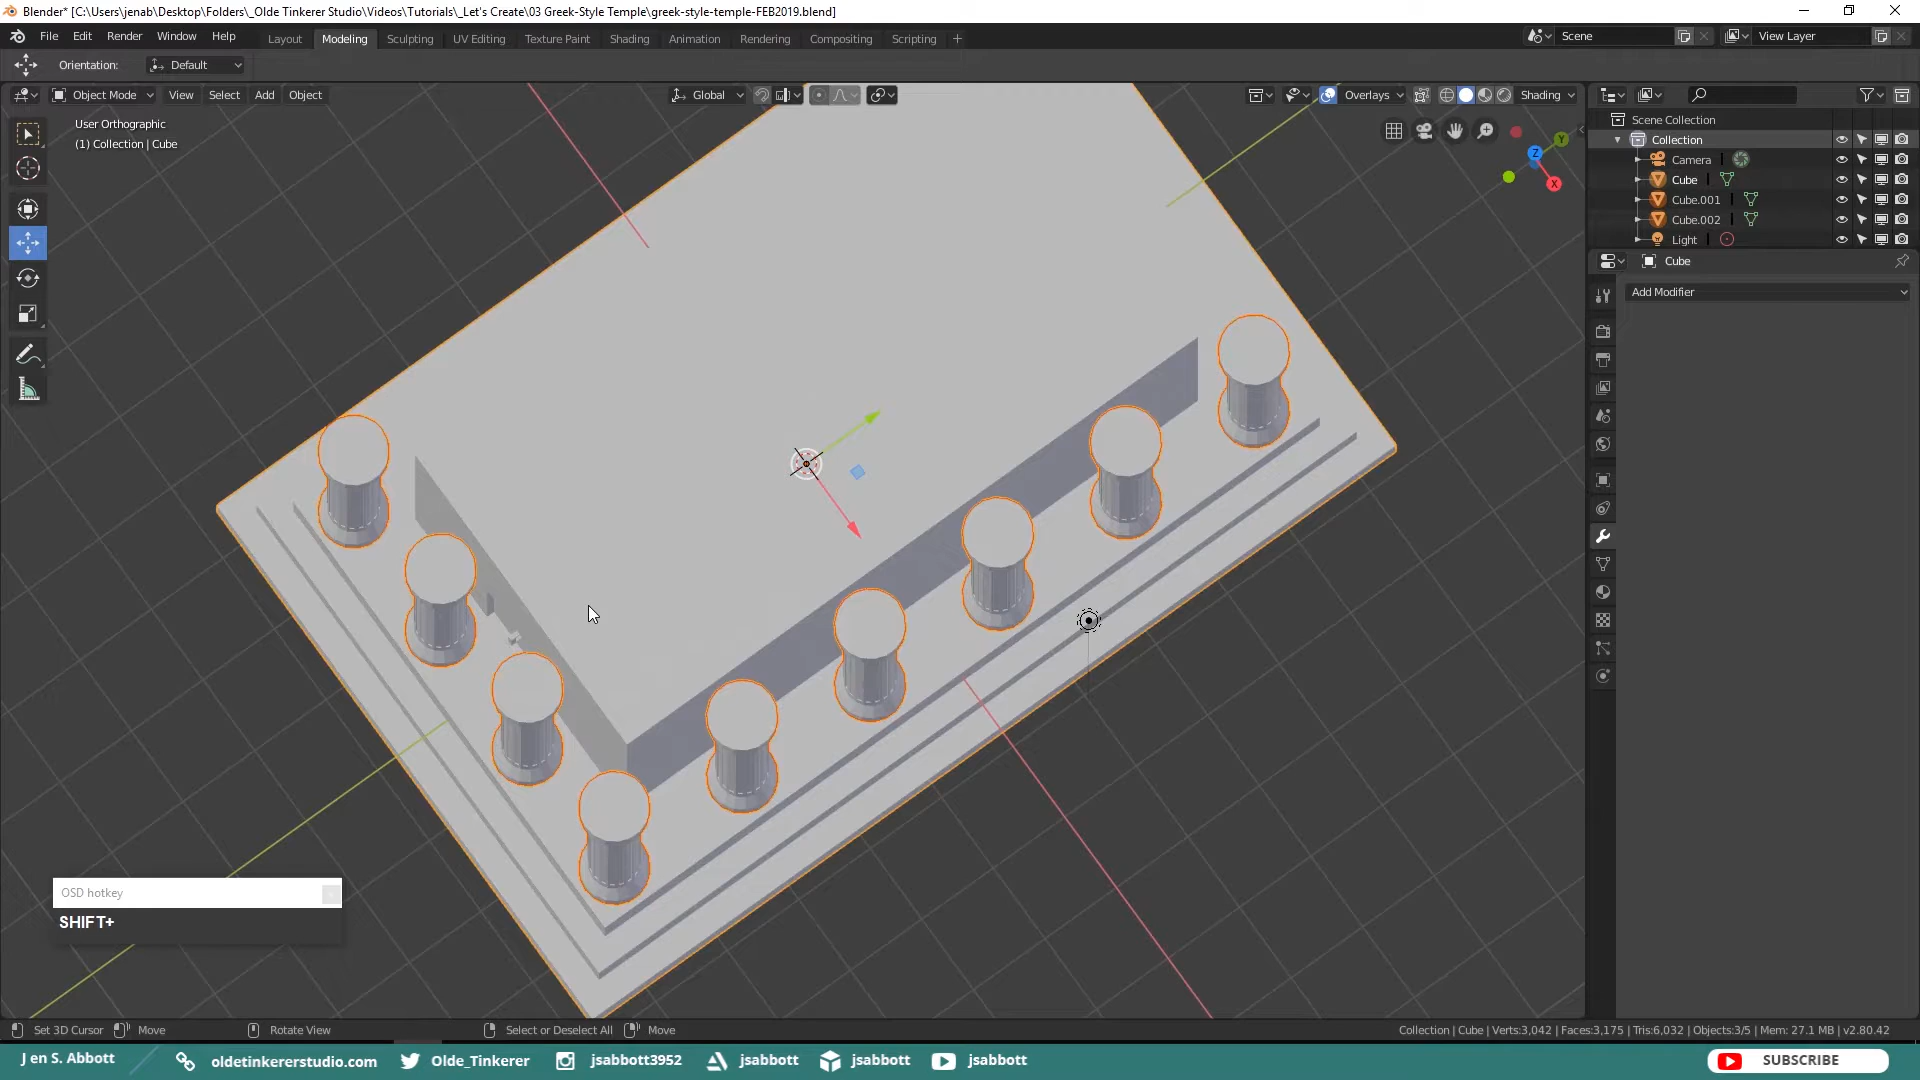 Blender* [C:\Users\jenab\Desktop\Folders\_Olde Tinkerer Studio\Videos\Tutorials\_Let's Create\03 Greek-Style Temple\greek-style-temple-FEB2019.blend]
File Edit Render Window Help Layout Modeling Sculpting UV Editing Texture Paint Shading Animation Rendering Compositing Scripting + Scene View Layer
Orientation: Default
Object Mode View Select Add Object Global Overlays Shading
User Orthographic
(1) Collection | Cube
Scene Collection
Collection
Camera
Cube
Cube.001
Cube.002
Light
Cube
Add Modifier
Y
Z
X
OSD hotkey
SHIFT+
Set 3D Cursor Move Rotate View Select or Deselect All Move Collection | Cube | Verts:3,042 | Faces:3,175 | Tris:6,032 | Objects:3/5 | Mem: 27.1 MB | v2.80.42
J en S. Abbott oldetinkererstudio.com Olde_Tinkerer jsabbott3952 jsabbott jsabbott jsabbott SUBSCRIBE